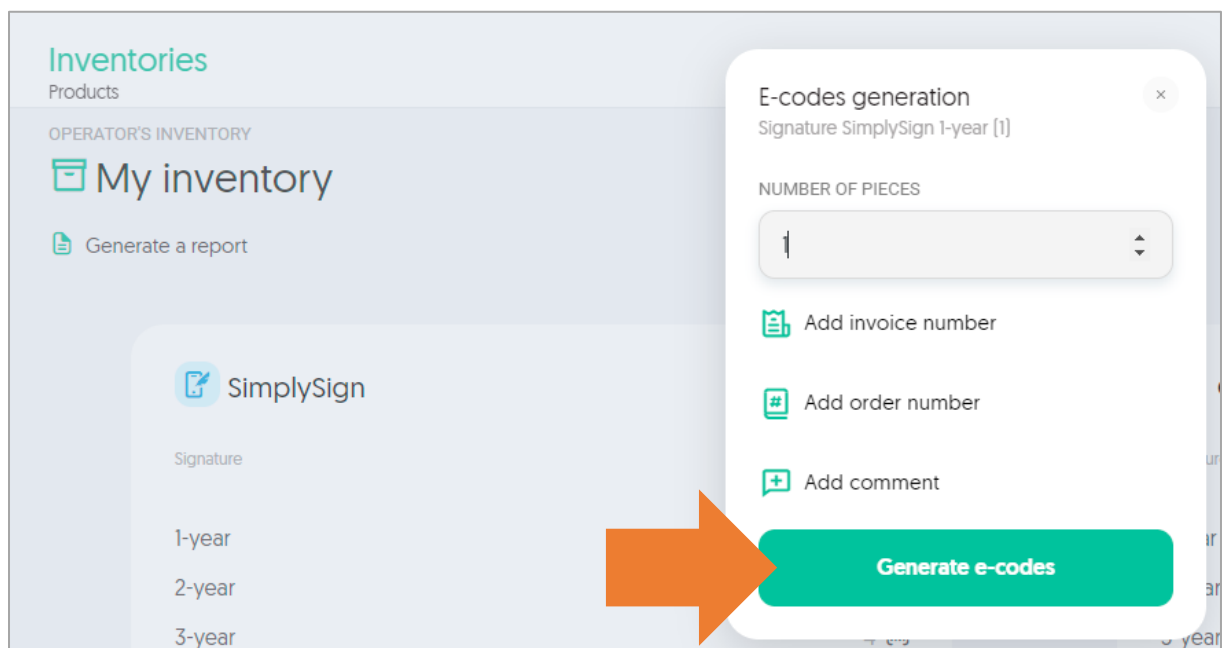 Inventories
Products
OPERATOR'S INVENTORY
My inventory
Generate a report
SimplySign
Signature
1-year
2-year
3-year
E-codes generation
×
Signature SimplySign 1-year (1)
NUMBER OF PIECES
1
Add invoice number
Add order number
Add comment
Generate e-codes